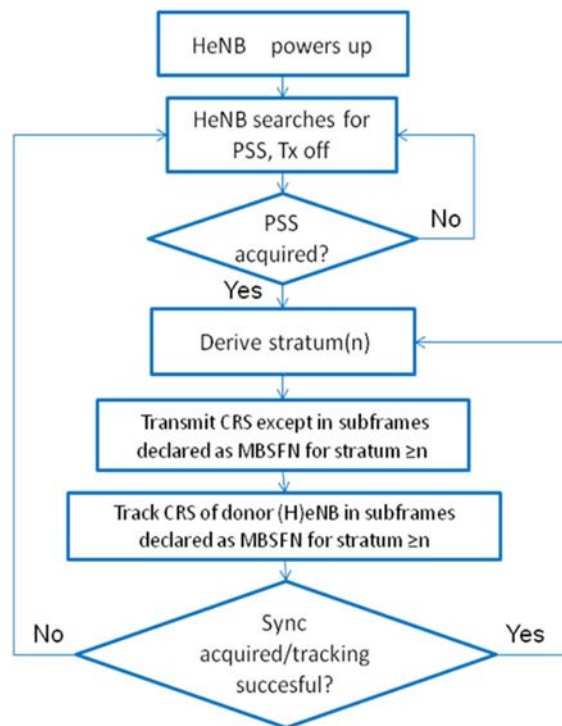 HeNB powers up
HeNB searches for
PSS, Tx off
PSS
acquired?
No
Yes
Derive stratum(n)
Transmit CRS except in subframes
declared as MBSFN for stratum ≥n
Track CRS of donor (H)eNB in subframes
declared as MBSFN for stratum ≥n
No
Sync
acquired/tracking
succesful?
Yes